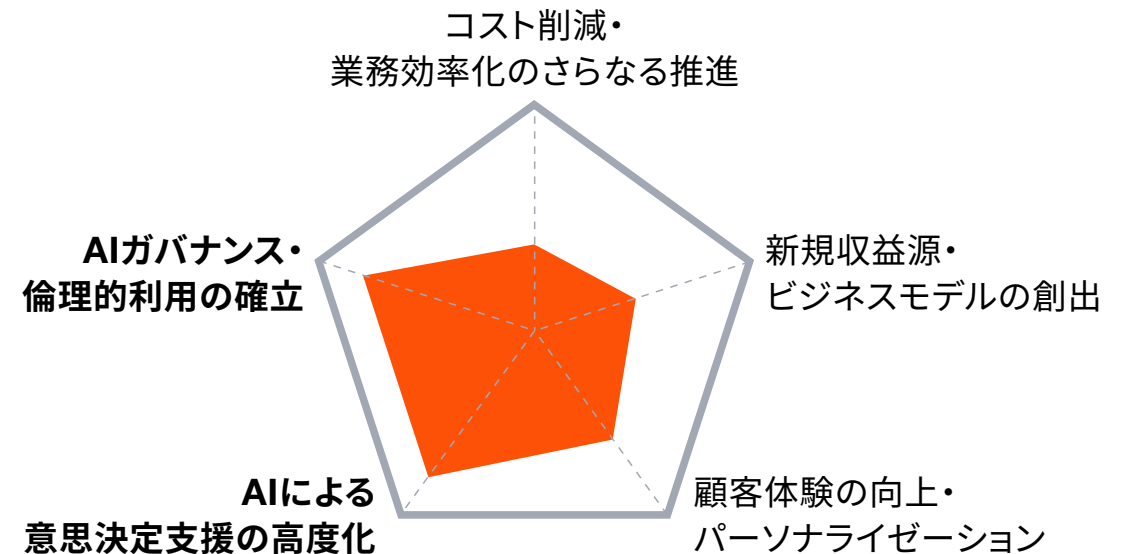 コスト削減・
業務効率化のさらなる推進
AIガバナンス・
倫理的利用の確立
新規収益源・
ビジネスモデルの創出
AIによる
意思決定支援の高度化
顧客体験の向上・
パーソナライゼーション